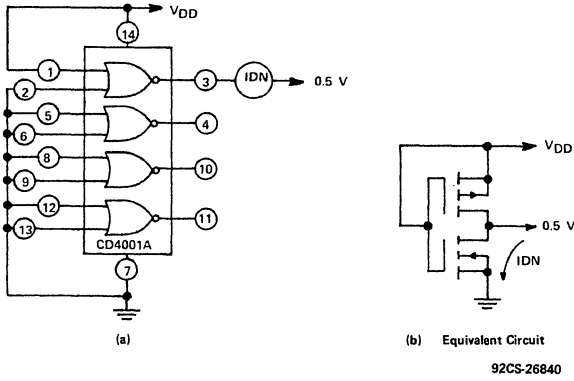 VDD
14
1
2
3
IDN
0.5 V
5
6
4
8
9
10
12
13
11
CD4001A
7
(a)
VDD
0.5 V
IDN
(b) Equivalent Circuit
92CS-26840